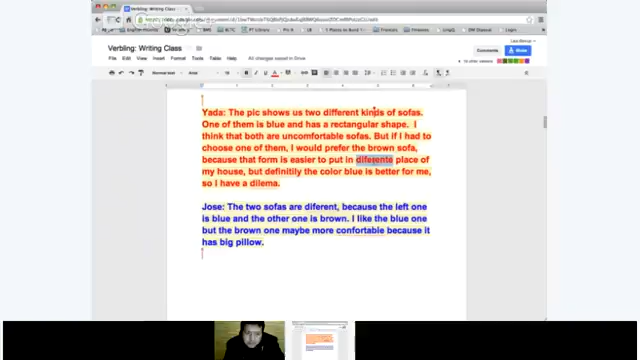 Verbling: Writing Class
File Edit View Insert Format Tools Table Help All changes saved in Drive
Comments
Share
Yada: The pic shows us two different kinds of sofas.
One of them is blue and has a rectangular shape. I
think that both are uncomfortable sofas. But if I had to
choose one of them, I would prefer the brown sofa,
because that form is easier to put in diferente place of
my house, but definitily the color blue is better for me,
so I have a dilema.
Jose: The two sofas are diferent, because the left one
is blue and the other one is brown. I like the blue one
but the brown one maybe more confortable because it
has big pillow.